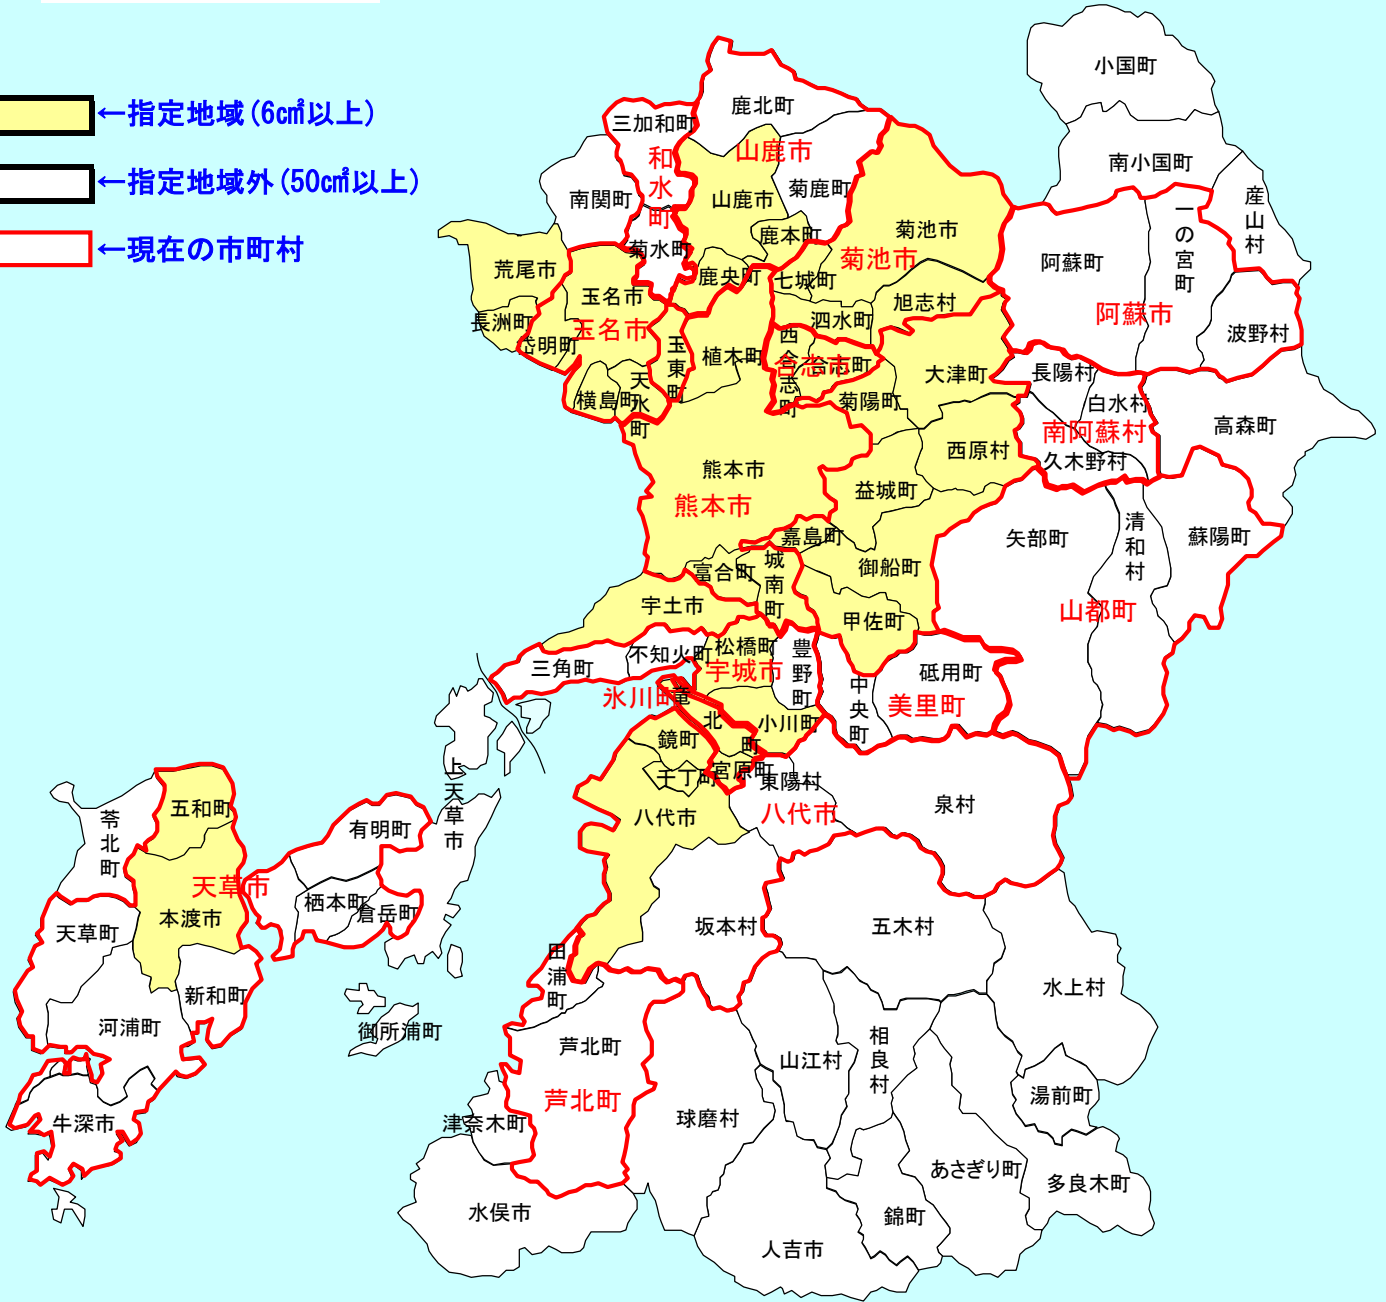 ←指定地域(6c㎡以上)
←指定地域外(50c㎡以上)
←現在の市町村
小国町
南小国町
産山村
一の宮町
阿蘇町
阿蘇市
波野村
鹿北町
三加和町
和水町
山鹿市
南関町
山鹿市
菊鹿町
菊水町
鹿本町
菊池市
菊池市
荒尾市
玉名市
鹿央町
七城町
旭志村
長洲町
岱明町
玉名市
玉東町
植木町
泗水町
西合志町
合志市
合志町
大津町
長陽村
白水村
南阿蘇村
久木野村
高森町
横島町
天水町
菊陽町
熊本市
熊本市
西原村
益城町
嘉島町
矢部町
清和村
蘇陽町
山都町
富合町
城南町
御船町
宇土市
甲佐町
三角町
不知火町
松橋町
宇城市
豊野町
中央町
砥用町
美里町
氷川町
竜北町
小川町
鏡町
千丁町
宮原町
東陽村
八代市
八代市
泉村
上天草市
苓北町
五和町
有明町
天草市
栖本町
倉岳町
本渡市
天草町
新和町
河浦町
御所浦町
牛深市
坂本村
五木村
田浦町
芦北町
芦北町
津奈木町
水俣市
球磨村
山江村
相良村
水上村
湯前町
あさぎり町
多良木町
錦町
人吉市